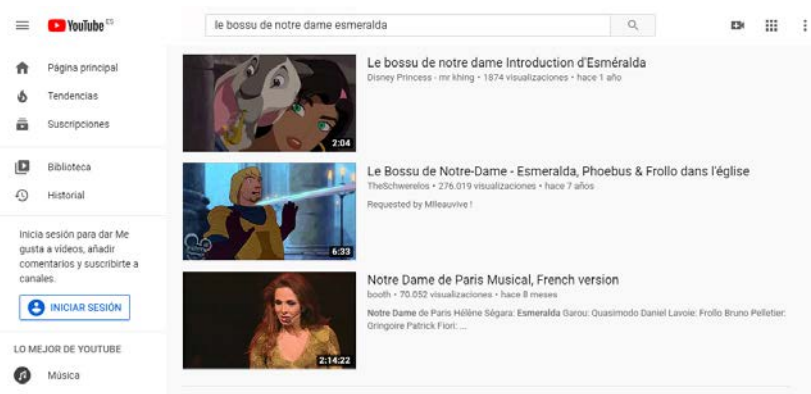 YouTube ES
le bossu de notre dame esmeralda
Página principal
Tendencias
Suscripciones
Biblioteca
Historial
Inicia sesión para dar Me
gusta a vídeos, añadir
comentarios y suscribirte a
canales.
INICIAR SESIÓN
LO MEJOR DE YOUTUBE
Música
2:04
Le bossu de notre dame Introduction d'Esméralda
Disney Princess - mr khing • 1874 visualizaciones • hace 1 año
6:33
Le Bossu de Notre-Dame - Esmeralda, Phoebus & Frollo dans l'église
TheSchwerelos • 276.019 visualizaciones • hace 7 años
Requested by Mlleauvive !
2:14:22
Notre Dame de Paris Musical, French version
booth • 70.052 visualizaciones • hace 8 meses
Notre Dame de Paris Hélène Ségara: Esmeralda Garou: Quasimodo Daniel Lavoie: Frollo Bruno Pelletier:
Gringoire Patrick Fiori: ...